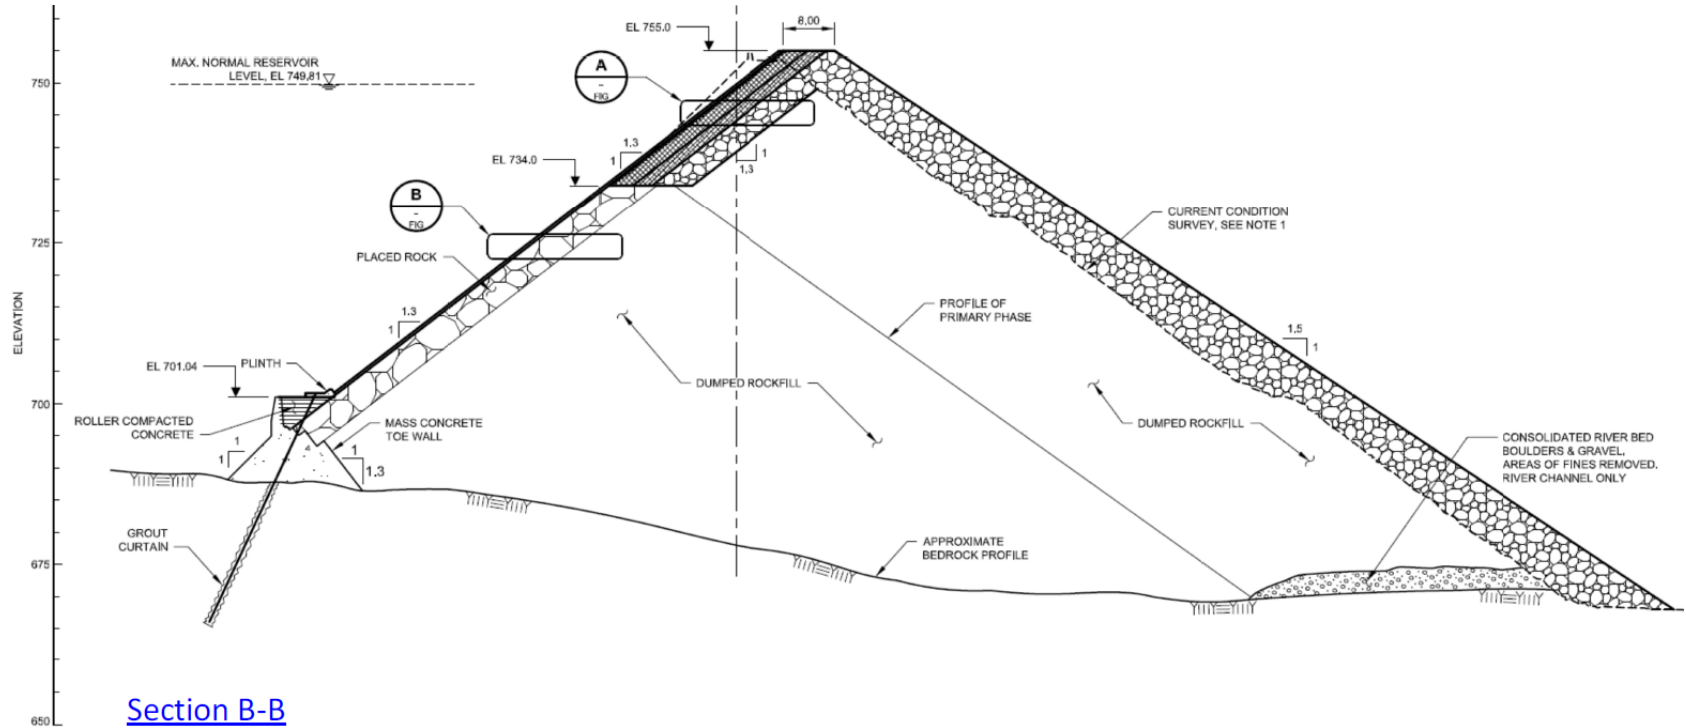 EL 755.0
8,00
MAX. NORMAL RESERVOIR
LEVEL, EL 749,81
A
-
FIG
750
1,3
1
EL 734.0
1
1,3
B
-
FIG
CURRENT CONDITION
SURVEY, SEE NOTE 1
725
PLACED ROCK
PROFILE OF
PRIMARY PHASE
ELEVATION
1.3
1
1,5
1
EL 701.04
PLINTH
DUMPED ROCKFILL
700
ROLLER COMPACTED
CONCRETE
MASS CONCRETE
TOE WALL
DUMPED ROCKFILL
1
1
1
1,3
CONSOLIDATED RIVER BED
BOULDERS & GRAVEL,
AREAS OF FINES REMOVED.
RIVER CHANNEL ONLY
GROUT
CURTAIN
APPROXIMATE
BEDROCK PROFILE
675
650
Section B-B